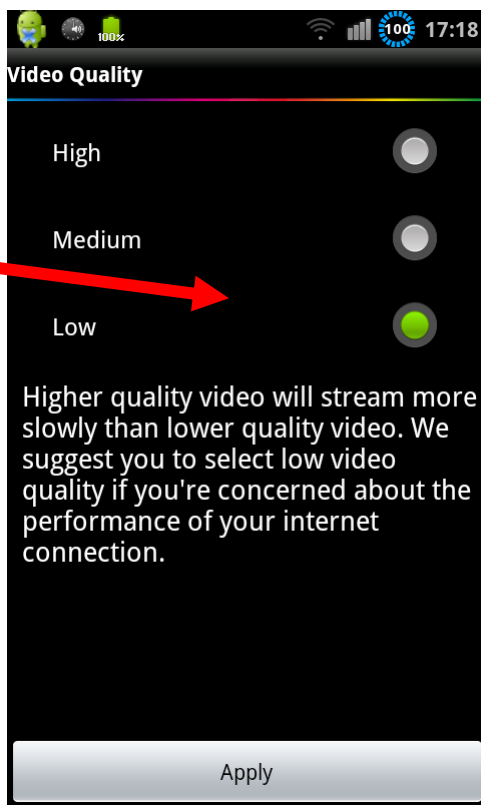 100%
100
17:18
Video Quality
High
Medium
Low
Higher quality video will stream more
slowly than lower quality video. We
suggest you to select low video
quality if you're concerned about the
performance of your internet
connection.
Apply